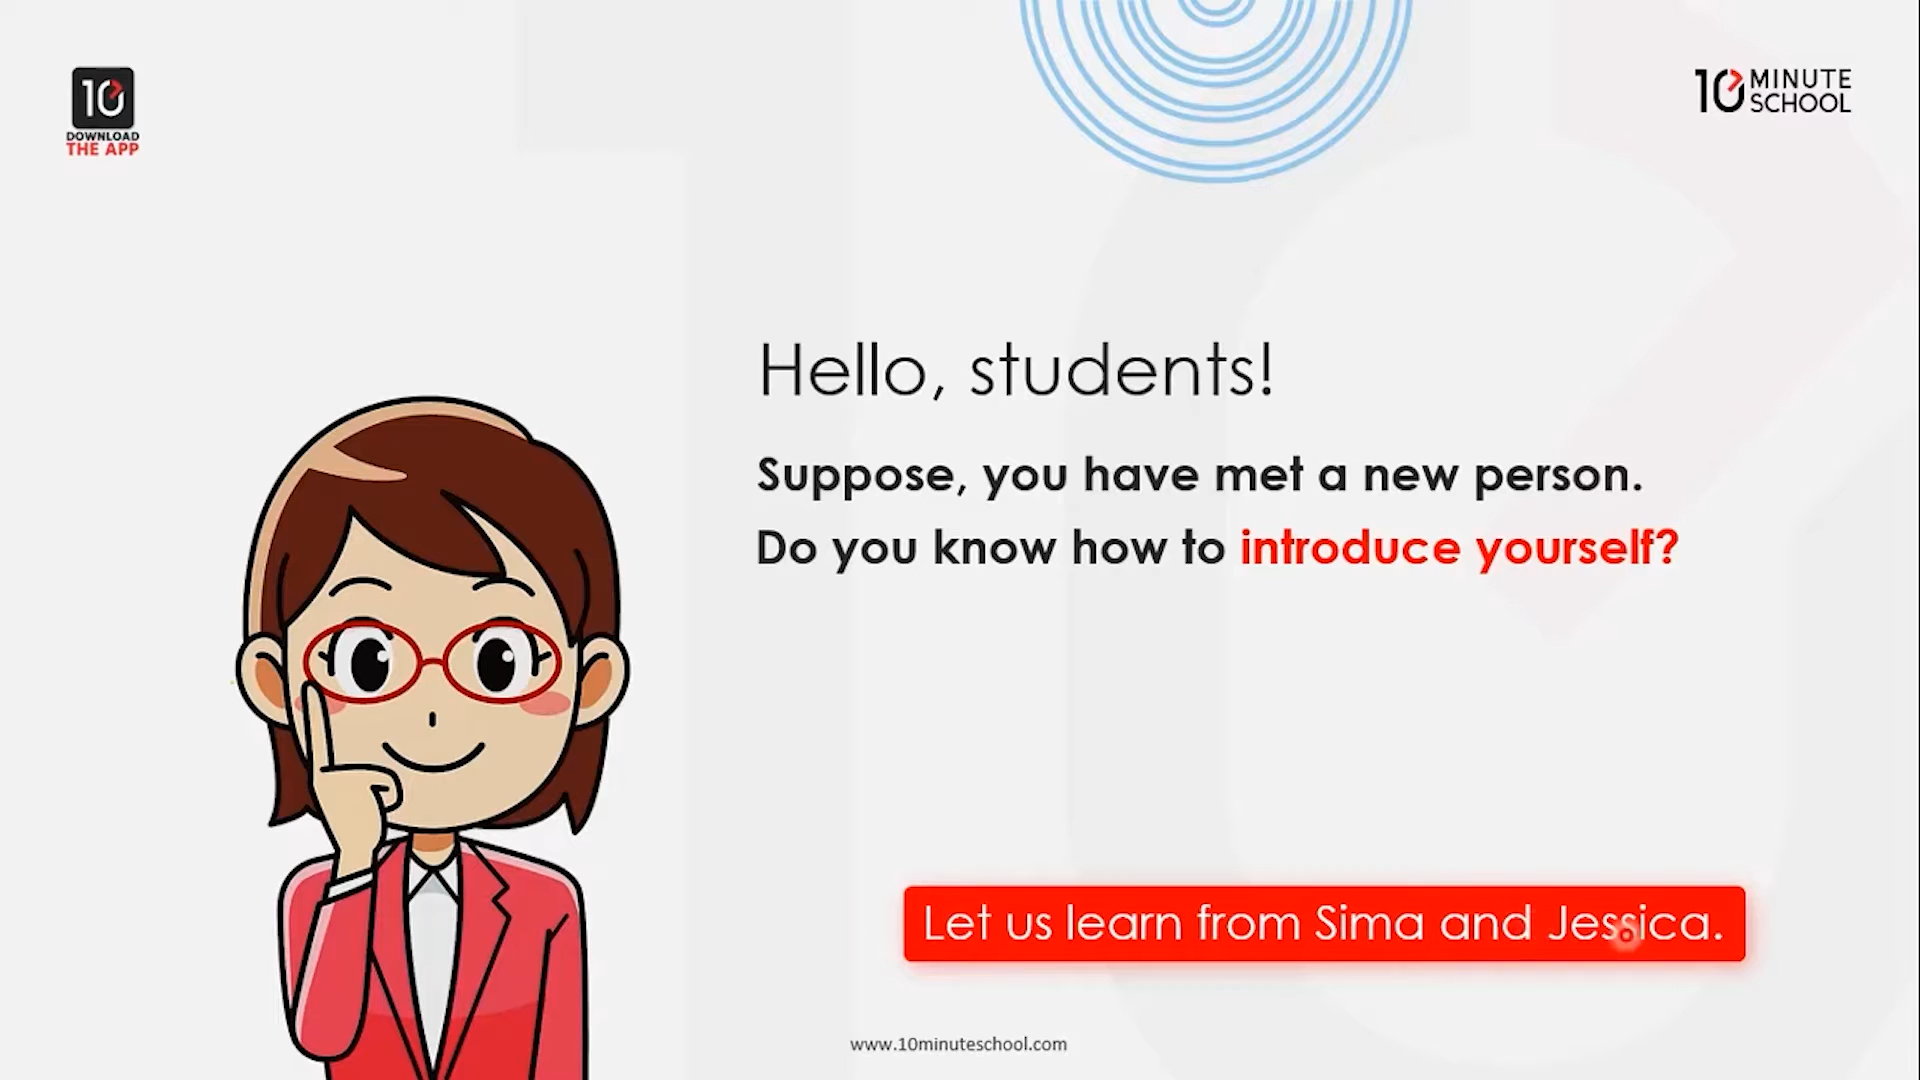 10
DOWNLOAD
THE APP
10 MINUTE
SCHOOL
Hello, students!
Suppose, you have met a new person.
Do you know how to introduce yourself?
Let us learn from Sima and Jessica.
www.10minuteschool.com